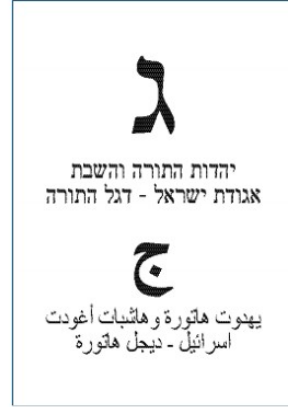 ג
יהדות התורה והשבת
אגודת ישראל - דגל התורה
ج
يهدوت هاتورة وهاشبات أغودت
اسرائيل - ديجل هاتورة